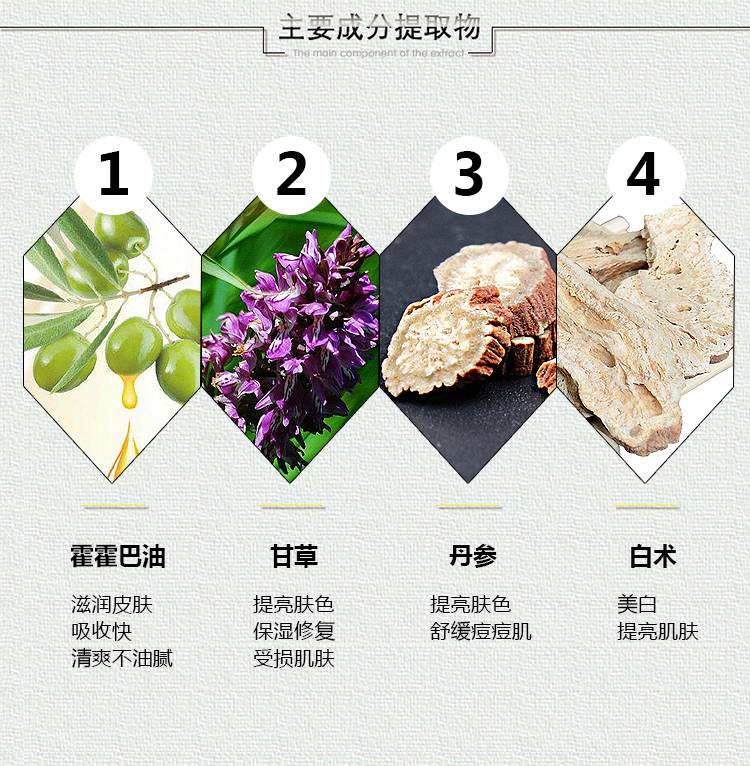 主要成分提取物
The main component of the extract
1
2
3
4
霍霍巴油
甘草
丹参
白术
滋润皮肤
吸收快
清爽不油腻
提亮肤色
保湿修复
受损肌肤
提亮肤色
舒缓痘痘肌
美白
提亮肌肤